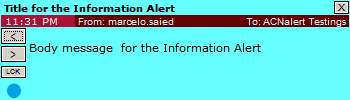 Title for the Information Alert X
11:31 PM From: marcelo.saied To: ACNalert Testings
<
> Body message for the Information Alert
LCK